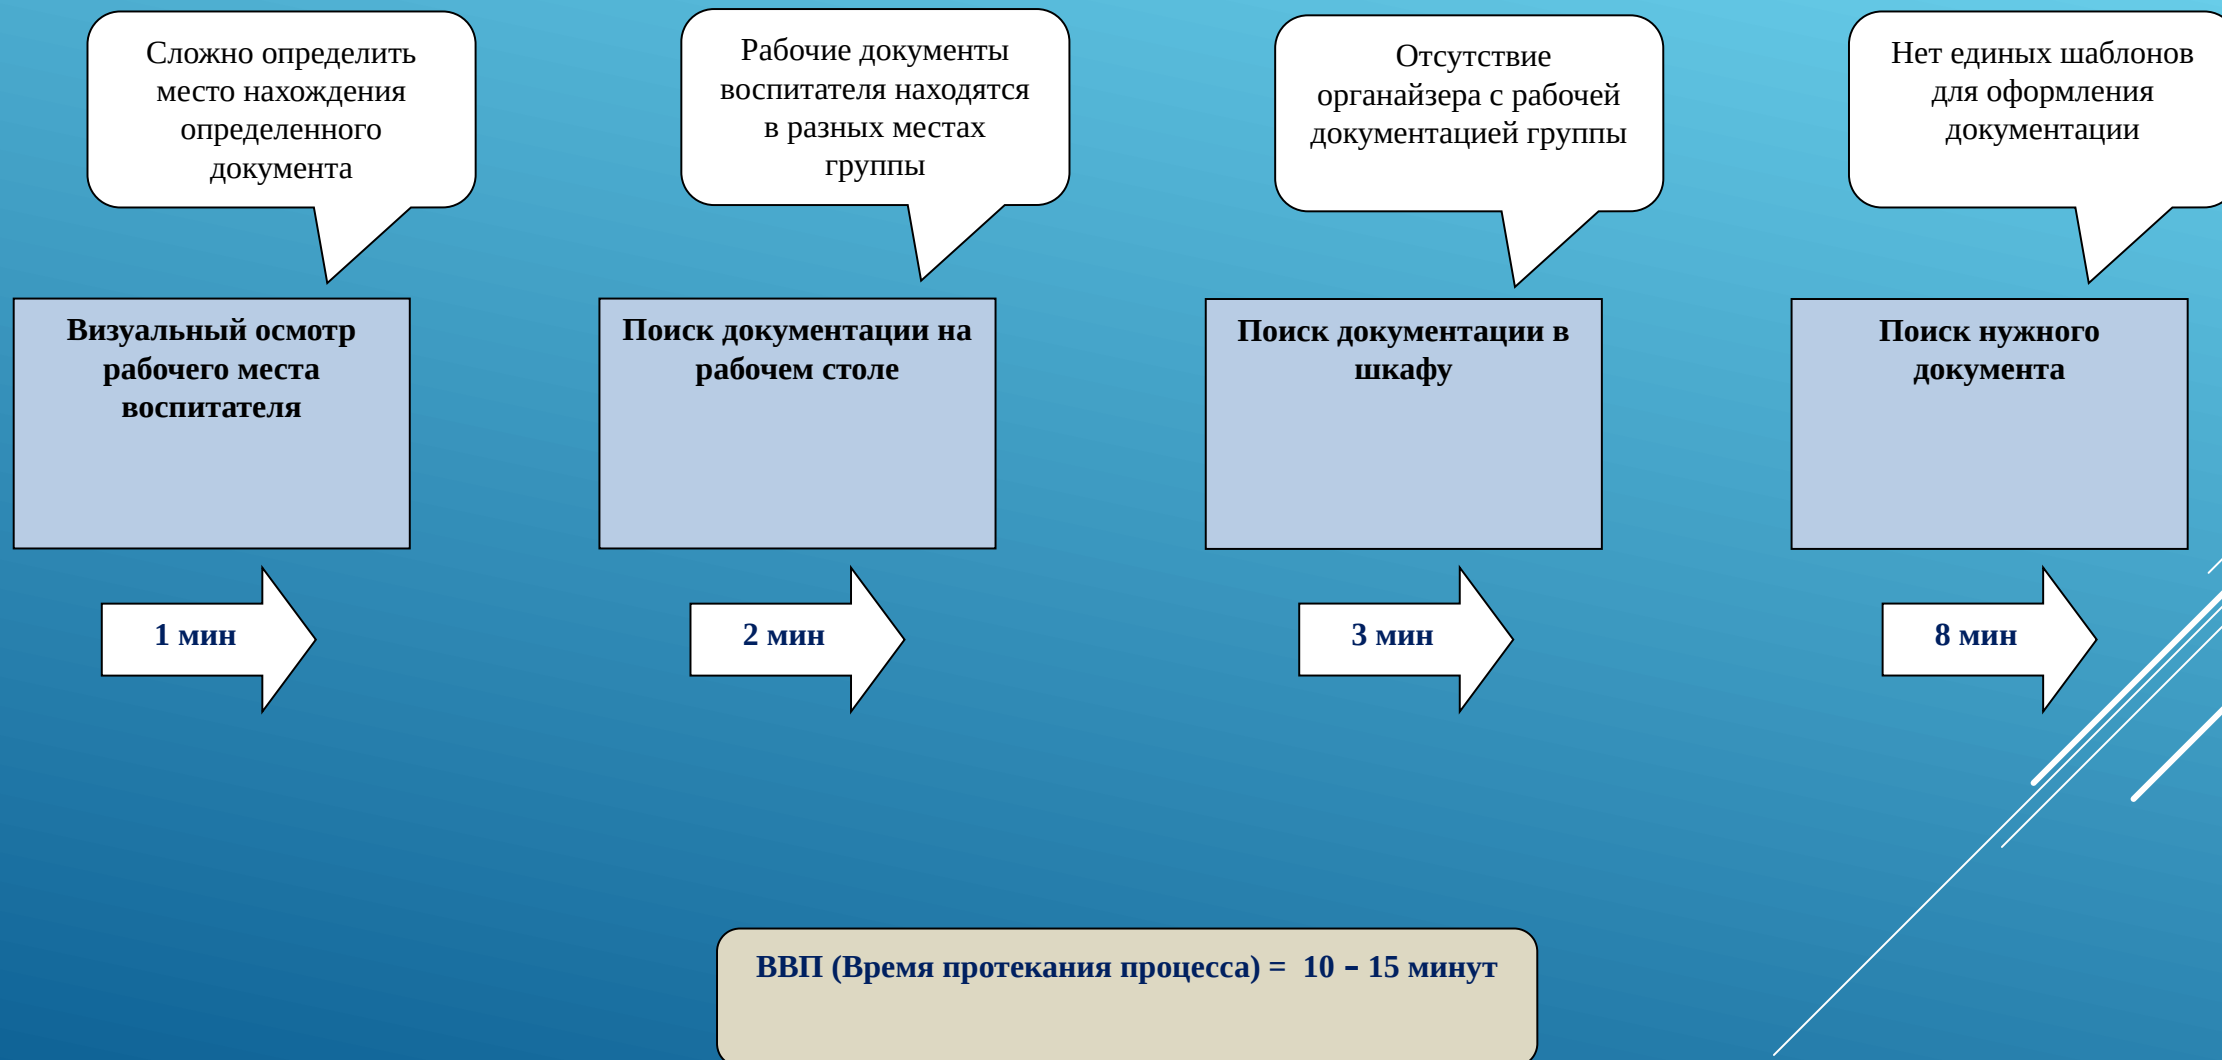 Сложно определить
место нахождения
определенного
документа
Рабочие документы
воспитателя находятся
в разных местах
группы
Отсутствие
органайзера с рабочей
документацией группы
Нет единых шаблонов
для оформления
документации
Визуальный осмотр
рабочего места
воспитателя
Поиск документации на
рабочем столе
Поиск документации в
шкафу
Поиск нужного
документа
1 мин
2 мин
3 мин
8 мин
ВВП (Время протекания процесса) = 10 – 15 минут